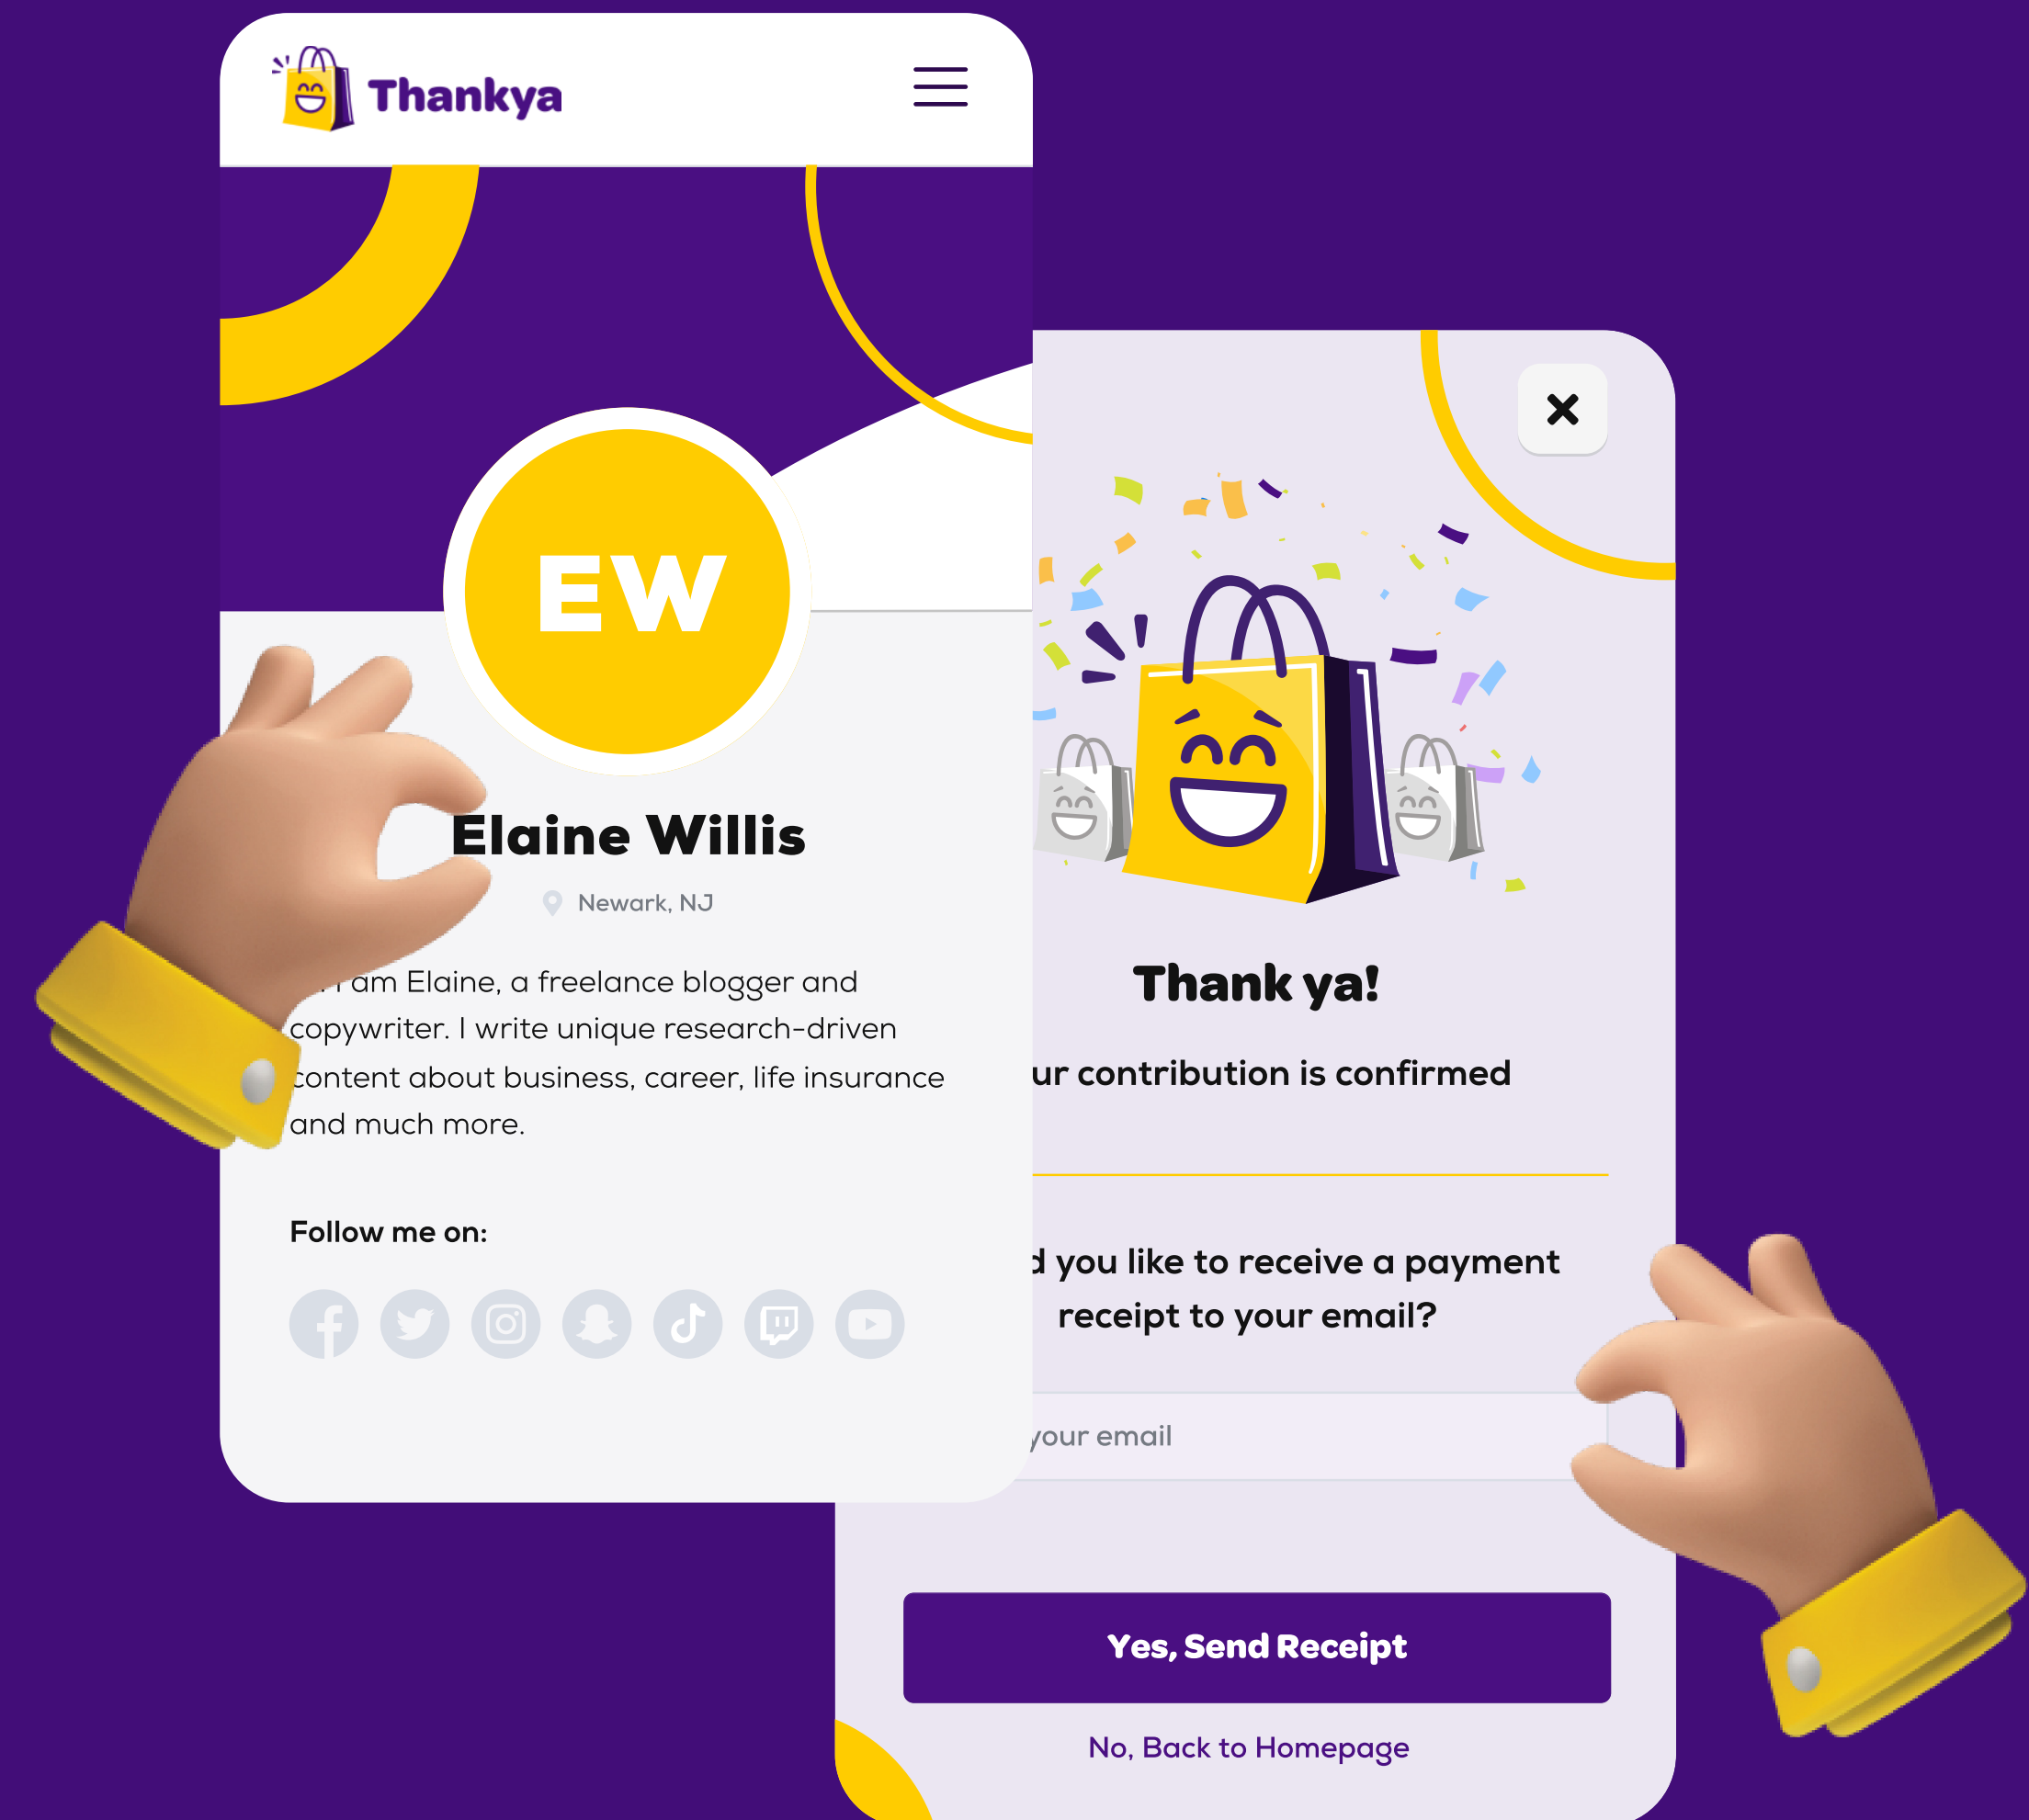 Thankya
EW
Elaine Willis
Newark, NJ
I am Elaine, a freelance blogger and
copywriter. I write unique research-driven
content about business, career, life insurance
and much more.
Follow me on:
Thank ya!
ur contribution is confirmed
d you like to receive a payment
receipt to your email?
your email
Yes, Send Receipt
No, Back to Homepage